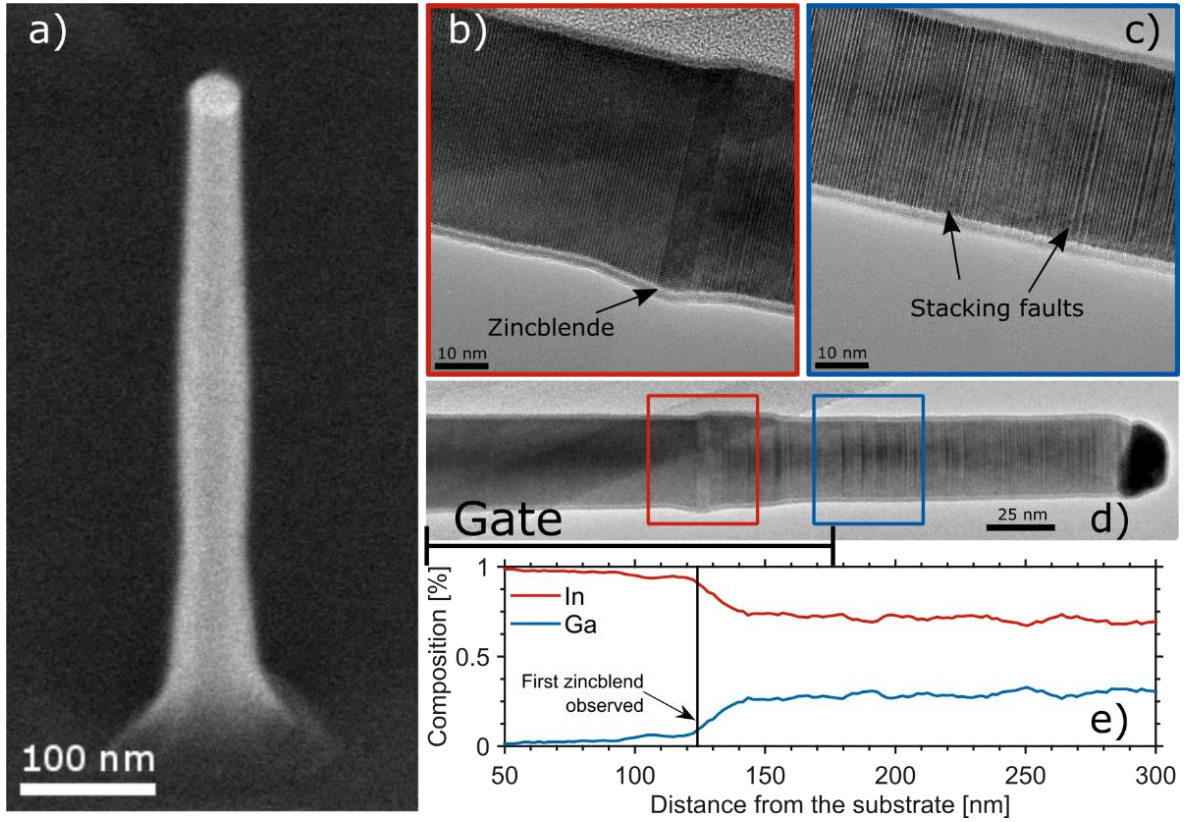 a)
100 nm
b)
Zincblende
10 nm
c)
Stacking faults
10 nm
Gate
25 nm
d)
Composition [%]
1
0.5
0
In
Ga
First zincblend
observed
e)
50
100
150
200
250
300
Distance from the substrate [nm]